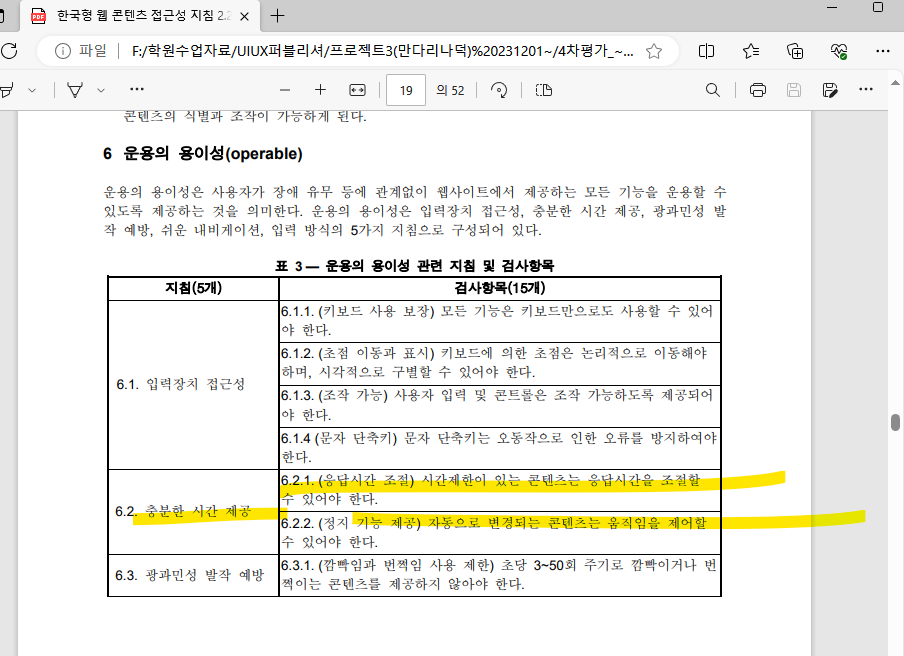 한국형 웹 콘텐츠 접근성 지침 2.2
파일
F:/학원수업자료/UIUX퍼블리셔/프로젝트3(만다리나덕)%20231201~/4차평가_~...
19 의 52
콘텐츠의 식별과 조작이 가능하게 된다.
6 운용의 용이성(operable)
운용의 용이성은 사용자가 장애 유무 등에 관계없이 웹사이트에서 제공하는 모든 기능을 운용할 수
있도록 제공하는 것을 의미한다. 운용의 용이성은 입력장치 접근성, 충분한 시간 제공, 광과민성 발
작 예방, 쉬운 내비게이션, 입력 방식의 5가지 지침으로 구성되어 있다.
표 3 — 운용의 용이성 관련 지침 및 검사항목
지침(5개) 검사항목(15개)
6.1. 입력장치 접근성
6.1.1. (키보드 사용 보장) 모든 기능은 키보드만으로도 사용할 수 있어
야 한다.
6.1.2. (초점 이동과 표시) 키보드에 의한 초점은 논리적으로 이동해야
하며, 시각적으로 구별할 수 있어야 한다.
6.1.3. (조작 가능) 사용자 입력 및 콘트롤은 조작 가능하도록 제공되어
야 한다.
6.1.4 (문자 단축키) 문자 단축키는 오동작으로 인한 오류를 방지하여야
한다.
6.2. 충분한 시간 제공
6.2.1. (응답시간 조절) 시간제한이 있는 콘텐츠는 응답시간을 조절할
수 있어야 한다.
6.2.2. (정지 기능 제공) 자동으로 변경되는 콘텐츠는 움직임을 제어할
수 있어야 한다.
6.3. 광과민성 발작 예방
6.3.1. (깜빡임과 번쩍임 사용 제한) 초당 3~50회 주기로 깜빡이거나 번
쩍이는 콘텐츠를 제공하지 않아야 한다.